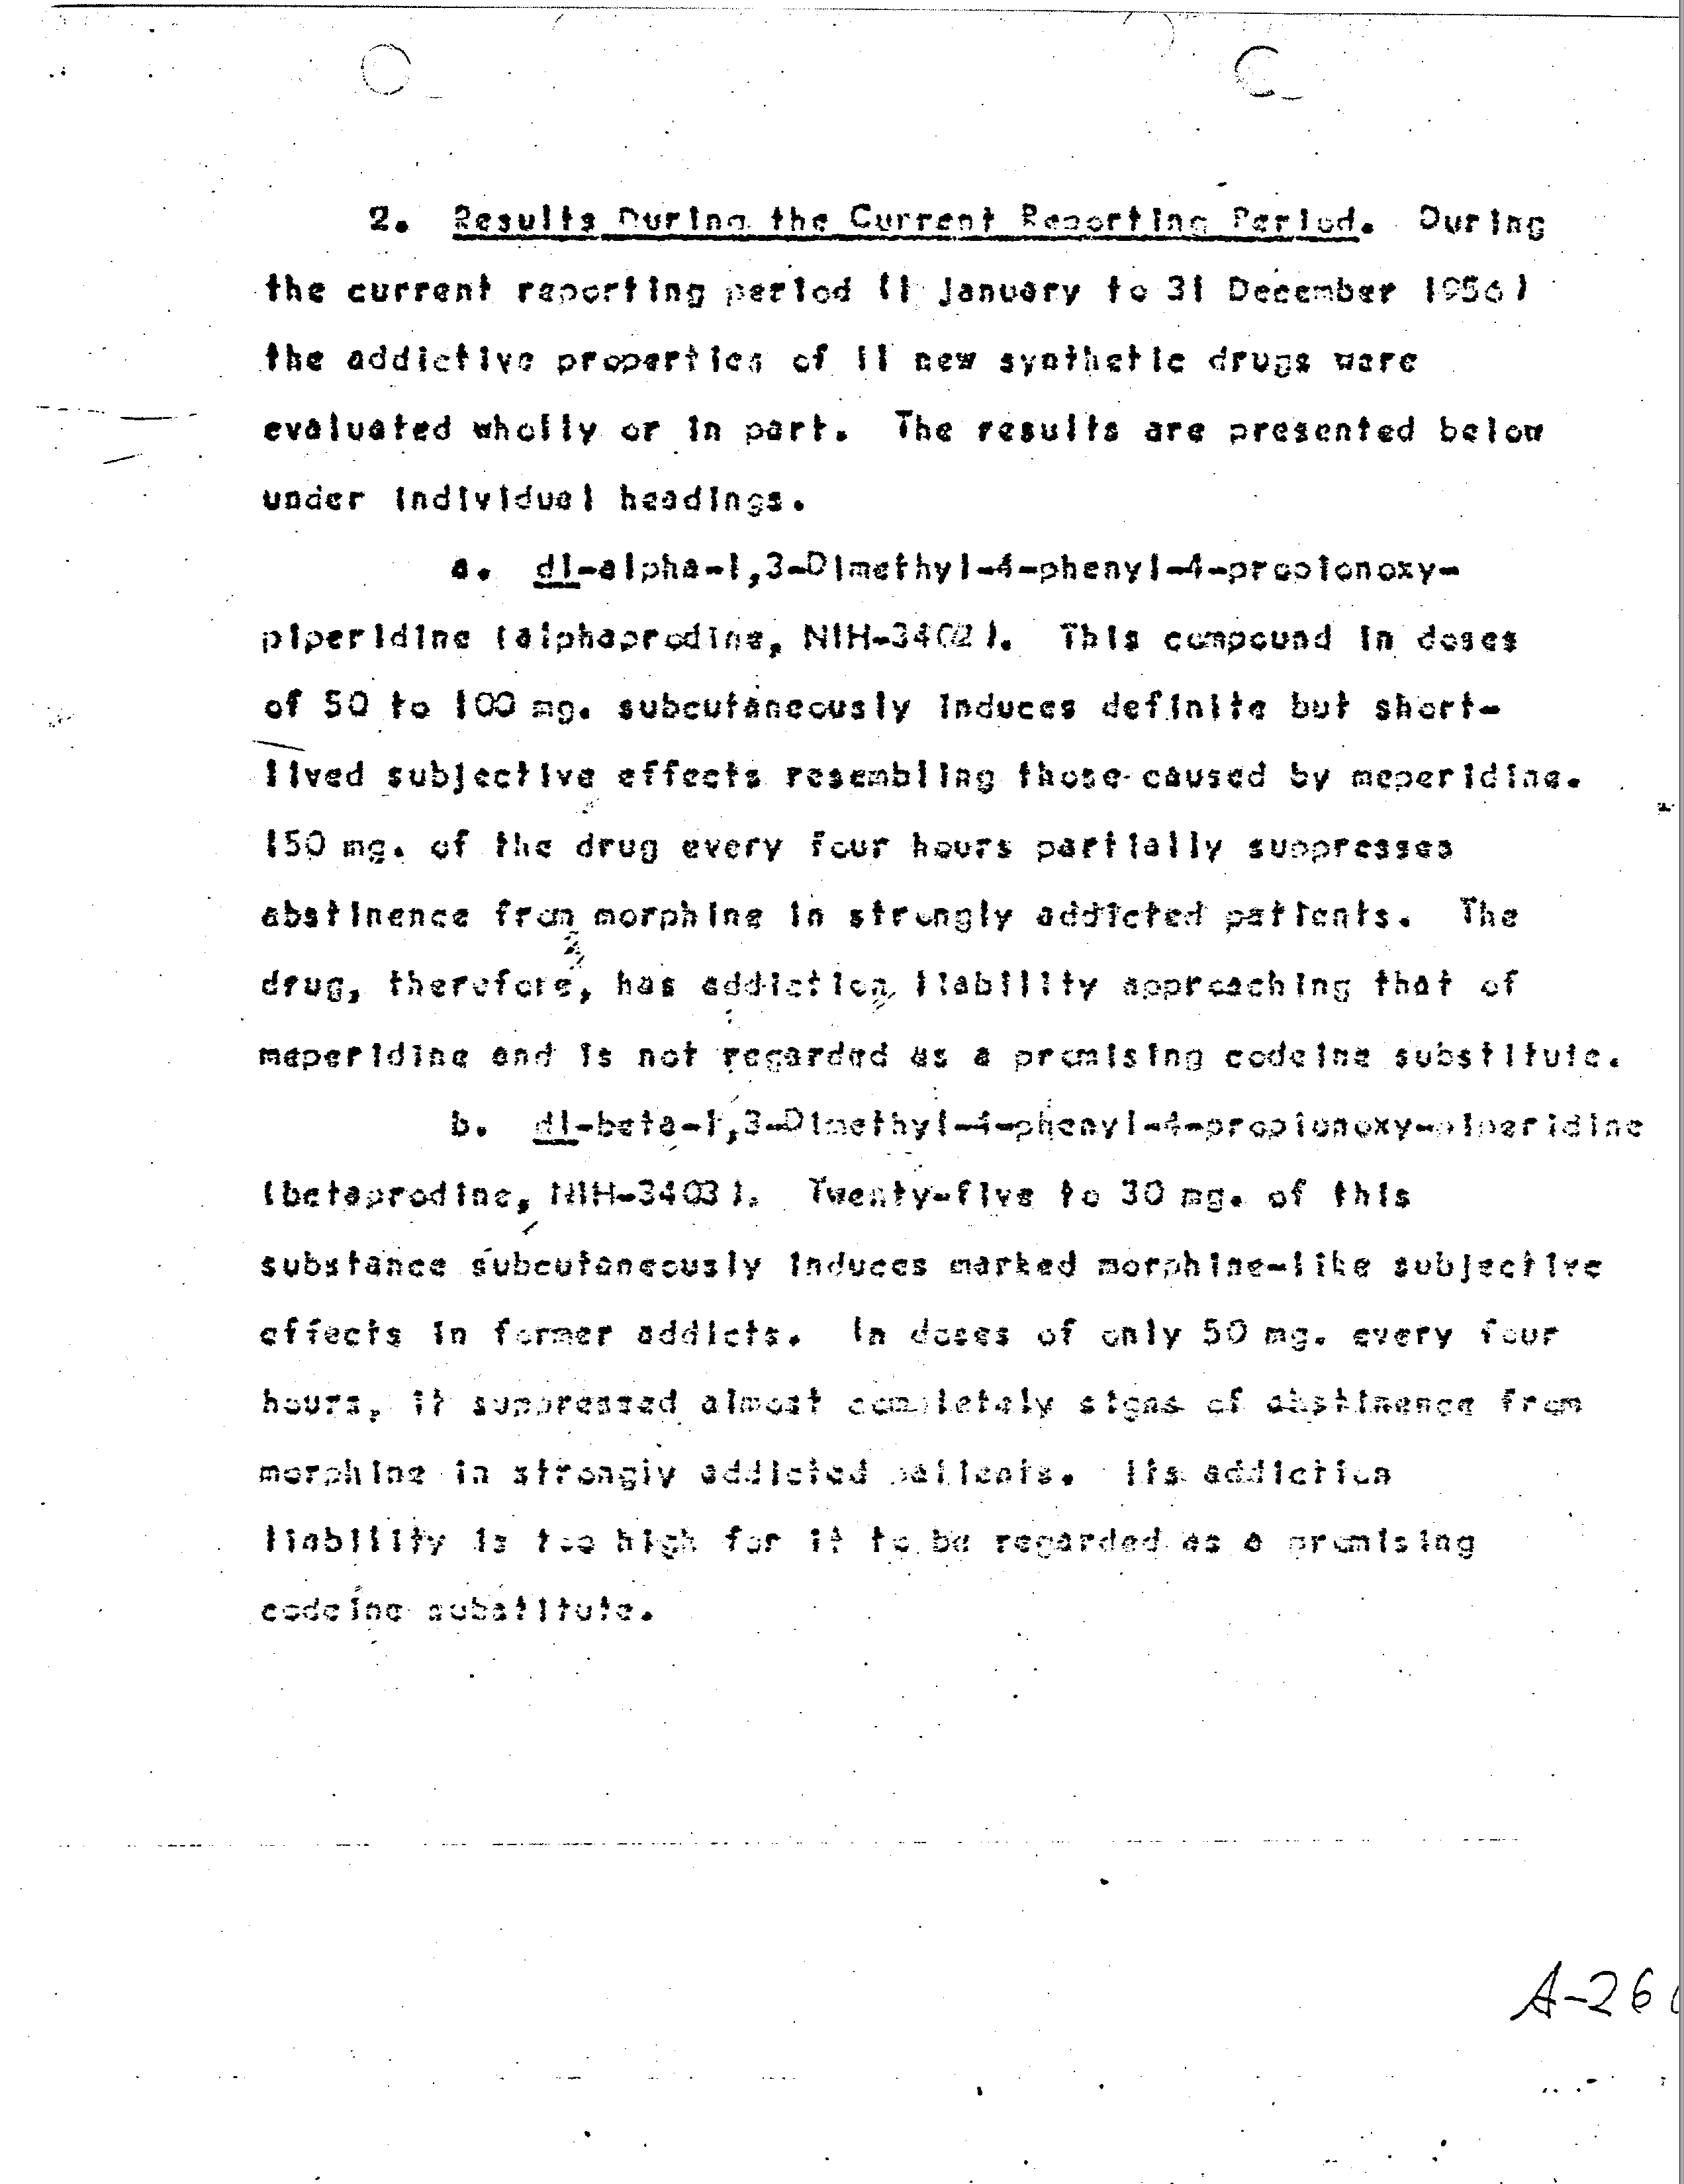 2. Results During the Current Reporting Period. During
the current reporting period (1 January to 31 December 1956)
the addictive properties of 11 new synthetic drugs were
evaluated wholly or in part. The results are presented below
under individual headings.
a. dl-alpha-1,3-Dimethyl-4-phenyl-4-propionoxy-
piperidine (alphaprodine, NIH-3402). This compound in doses
of 50 to 100 mg. subcutaneously induces definite but short-
lived subjective effects resembling those caused by meperidine.
150 mg. of the drug every four hours partially suppresses
abstinence from morphine in strongly addicted patients. The
drug, therefore, has addiction liability approaching that of
meperidine and is not regarded as a promising codeine substitute.
b. dl-beta-1,3-Dimethyl-4-phenyl-4-propionoxy-piperidine
(betaprodine, NIH-3403). Twenty-five to 30 mg. of this
substance subcutaneously induces marked morphine-like subjective
effects in former addicts. In doses of only 50 mg. every four
hours, it suppressed almost completely signs of abstinence from
morphine in strongly addicted patients. Its addiction
liability is too high for it to be regarded as a promising
codeine substitute.